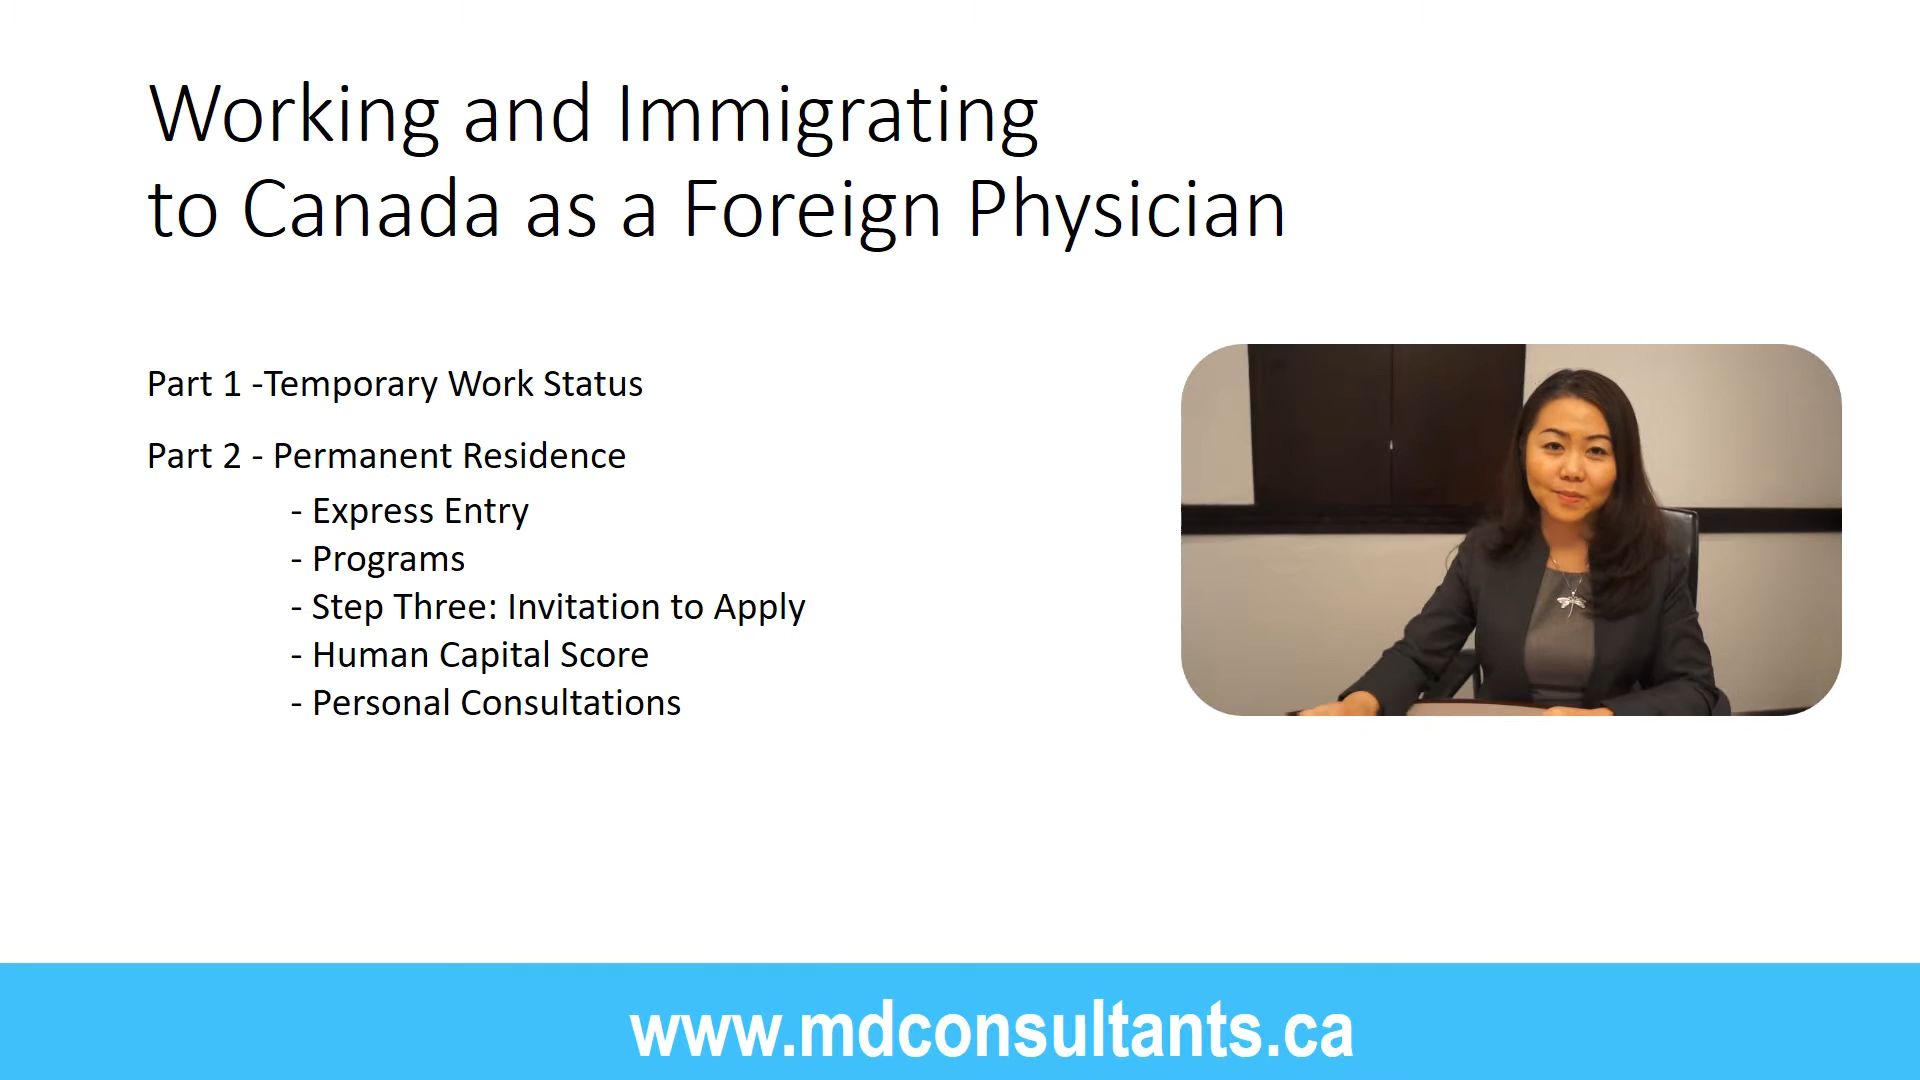 Working and Immigrating
to Canada as a Foreign Physician
Part 1 -Temporary Work Status
Part 2 - Permanent Residence
- Express Entry
- Programs
- Step Three: Invitation to Apply
- Human Capital Score
- Personal Consultations
www.mdconsultants.ca